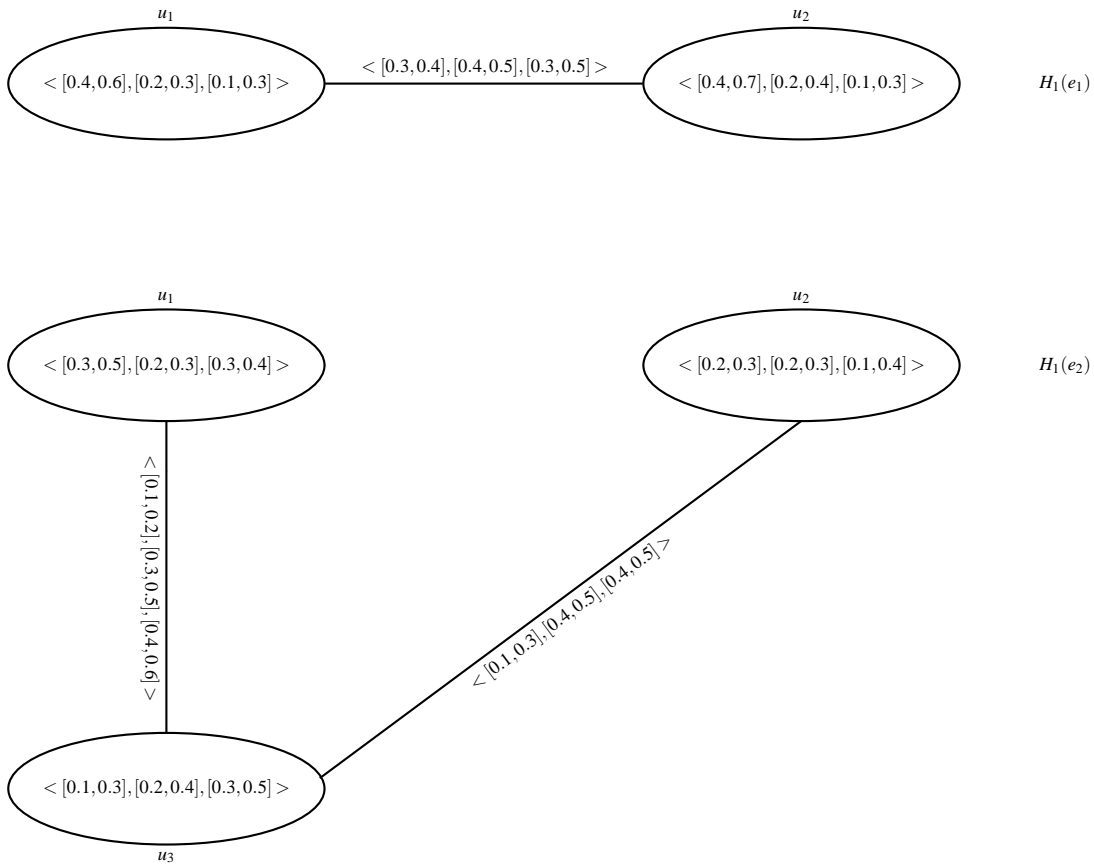 u₁
u₂
< [0.4,0.6],[0.2,0.3],[0.1,0.3] >
< [0.3,0.4],[0.4,0.5],[0.3,0.5] >
< [0.4,0.7],[0.2,0.4],[0.1,0.3] >
H₁(e₁)
u₁
u₂
< [0.3,0.5],[0.2,0.3],[0.3,0.4] >
< [0.2,0.3],[0.2,0.3],[0.1,0.4] >
H₁(e₂)
< [0.1,0.2],[0.3,0.5],[0.4,0.6] >
< [0.1,0.3],[0.4,0.5],[0.4,0.5] >
< [0.1,0.3],[0.2,0.4],[0.3,0.5] >
u₃